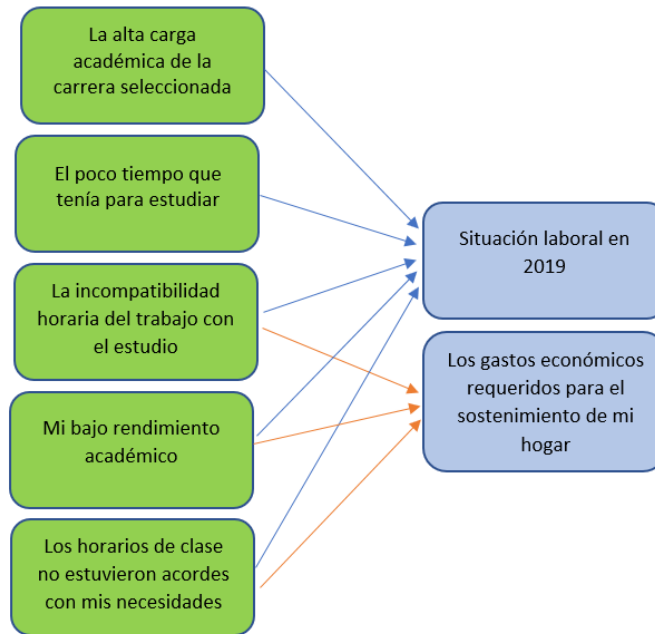 La alta carga
académica de la
carrera seleccionada
El poco tiempo que
tenía para estudiar
La incompatibilidad
horaria del trabajo con
el estudio
Mi bajo rendimiento
académico
Los horarios de clase
no estuvieron acordes
con mis necesidades
Situación laboral en
2019
Los gastos económicos
requeridos para el
sostenimiento de mi
hogar